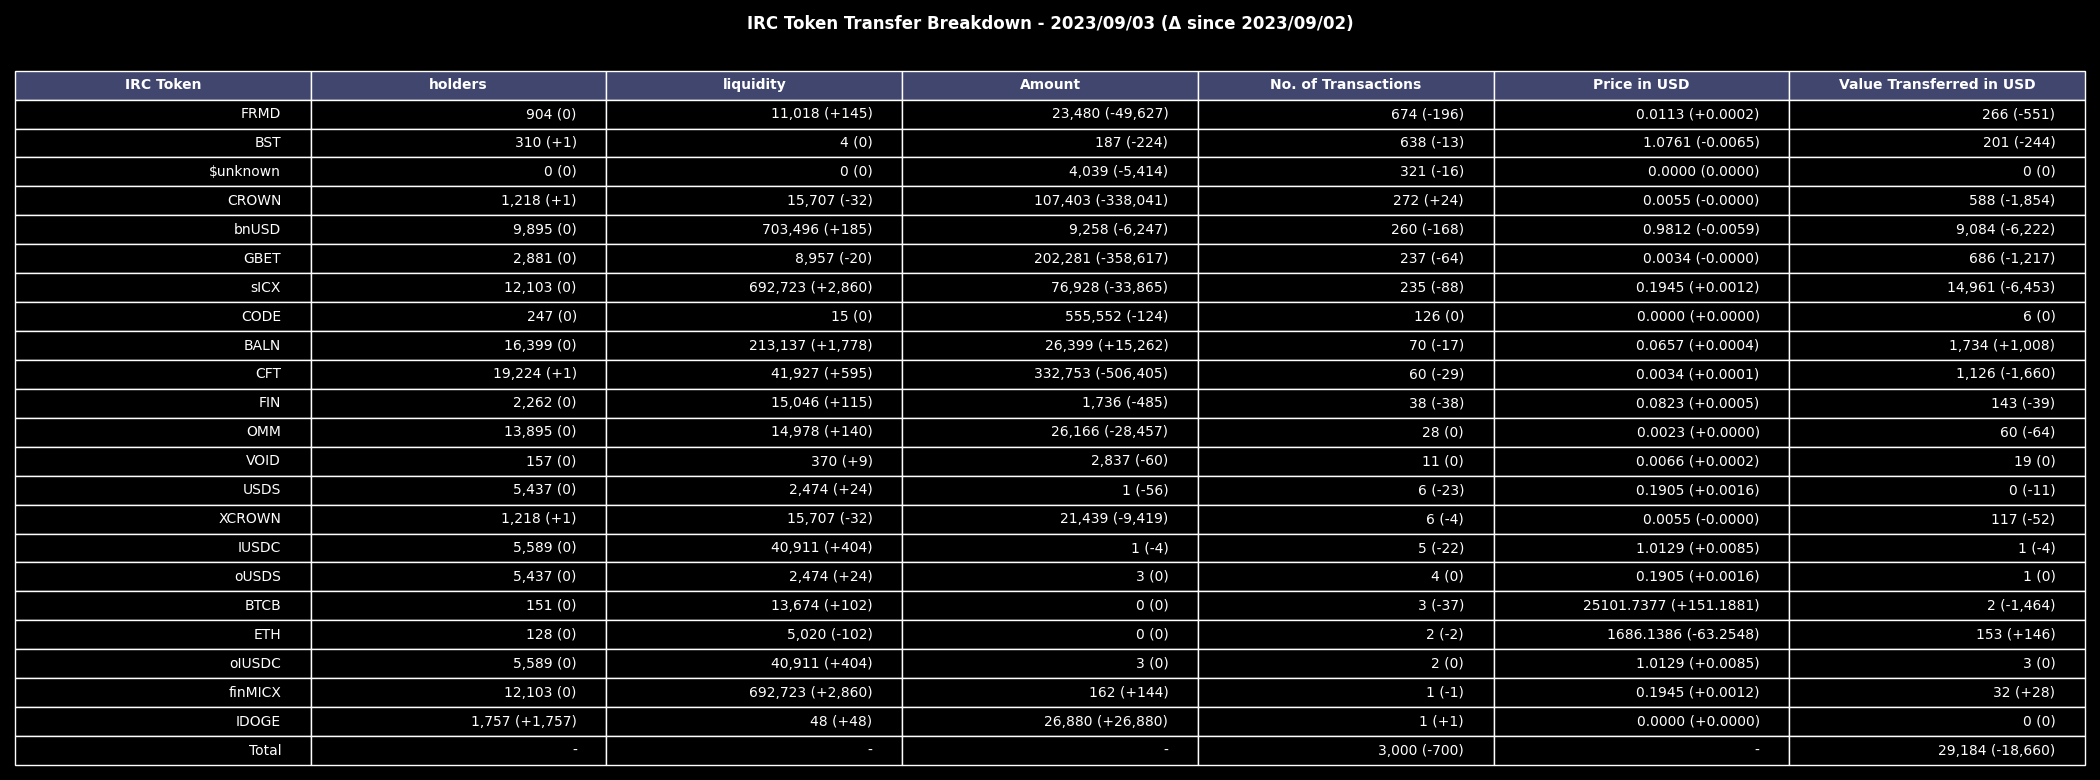 IRC Token Transfer Breakdown - 2023/09/03 (Δ since 2023/09/02)
IRC Token holders liquidity Amount No. of Transactions Price in USD Value Transferred in USD
FRMD 904 (0) 11,018 (+145) 23,480 (-49,627) 674 (-196) 0.0113 (+0.0002) 266 (-551)
BST 310 (+1) 4 (0) 187 (-224) 638 (-13) 1.0761 (-0.0065) 201 (-244)
$unknown 0 (0) 0 (0) 4,039 (-5,414) 321 (-16) 0.0000 (0.0000) 0 (0)
CROWN 1,218 (+1) 15,707 (-32) 107,403 (-338,041) 272 (+24) 0.0055 (-0.0000) 588 (-1,854)
bnUSD 9,895 (0) 703,496 (+185) 9,258 (-6,247) 260 (-168) 0.9812 (-0.0059) 9,084 (-6,222)
GBET 2,881 (0) 8,957 (-20) 202,281 (-358,617) 237 (-64) 0.0034 (-0.0000) 686 (-1,217)
sICX 12,103 (0) 692,723 (+2,860) 76,928 (-33,865) 235 (-88) 0.1945 (+0.0012) 14,961 (-6,453)
CODE 247 (0) 15 (0) 555,552 (-124) 126 (0) 0.0000 (+0.0000) 6 (0)
BALN 16,399 (0) 213,137 (+1,778) 26,399 (+15,262) 70 (-17) 0.0657 (+0.0004) 1,734 (+1,008)
CFT 19,224 (+1) 41,927 (+595) 332,753 (-506,405) 60 (-29) 0.0034 (+0.0001) 1,126 (-1,660)
FIN 2,262 (0) 15,046 (+115) 1,736 (-485) 38 (-38) 0.0823 (+0.0005) 143 (-39)
OMM 13,895 (0) 14,978 (+140) 26,166 (-28,457) 28 (0) 0.0023 (+0.0000) 60 (-64)
VOID 157 (0) 370 (+9) 2,837 (-60) 11 (0) 0.0066 (+0.0002) 19 (0)
USDS 5,437 (0) 2,474 (+24) 1 (-56) 6 (-23) 0.1905 (+0.0016) 0 (-11)
XCROWN 1,218 (+1) 15,707 (-32) 21,439 (-9,419) 6 (-4) 0.0055 (-0.0000) 117 (-52)
IUSDC 5,589 (0) 40,911 (+404) 1 (-4) 5 (-22) 1.0129 (+0.0085) 1 (-4)
oUSDS 5,437 (0) 2,474 (+24) 3 (0) 4 (0) 0.1905 (+0.0016) 1 (0)
BTCB 151 (0) 13,674 (+102) 0 (0) 3 (-37) 25101.7377 (+151.1881) 2 (-1,464)
ETH 128 (0) 5,020 (-102) 0 (0) 2 (-2) 1686.1386 (-63.2548) 153 (+146)
oIUSDC 5,589 (0) 40,911 (+404) 3 (0) 2 (0) 1.0129 (+0.0085) 3 (0)
finMICX 12,103 (0) 692,723 (+2,860) 162 (+144) 1 (-1) 0.1945 (+0.0012) 32 (+28)
IDOGE 1,757 (+1,757) 48 (+48) 26,880 (+26,880) 1 (+1) 0.0000 (+0.0000) 0 (0)
Total - - - 3,000 (-700) - 29,184 (-18,660)